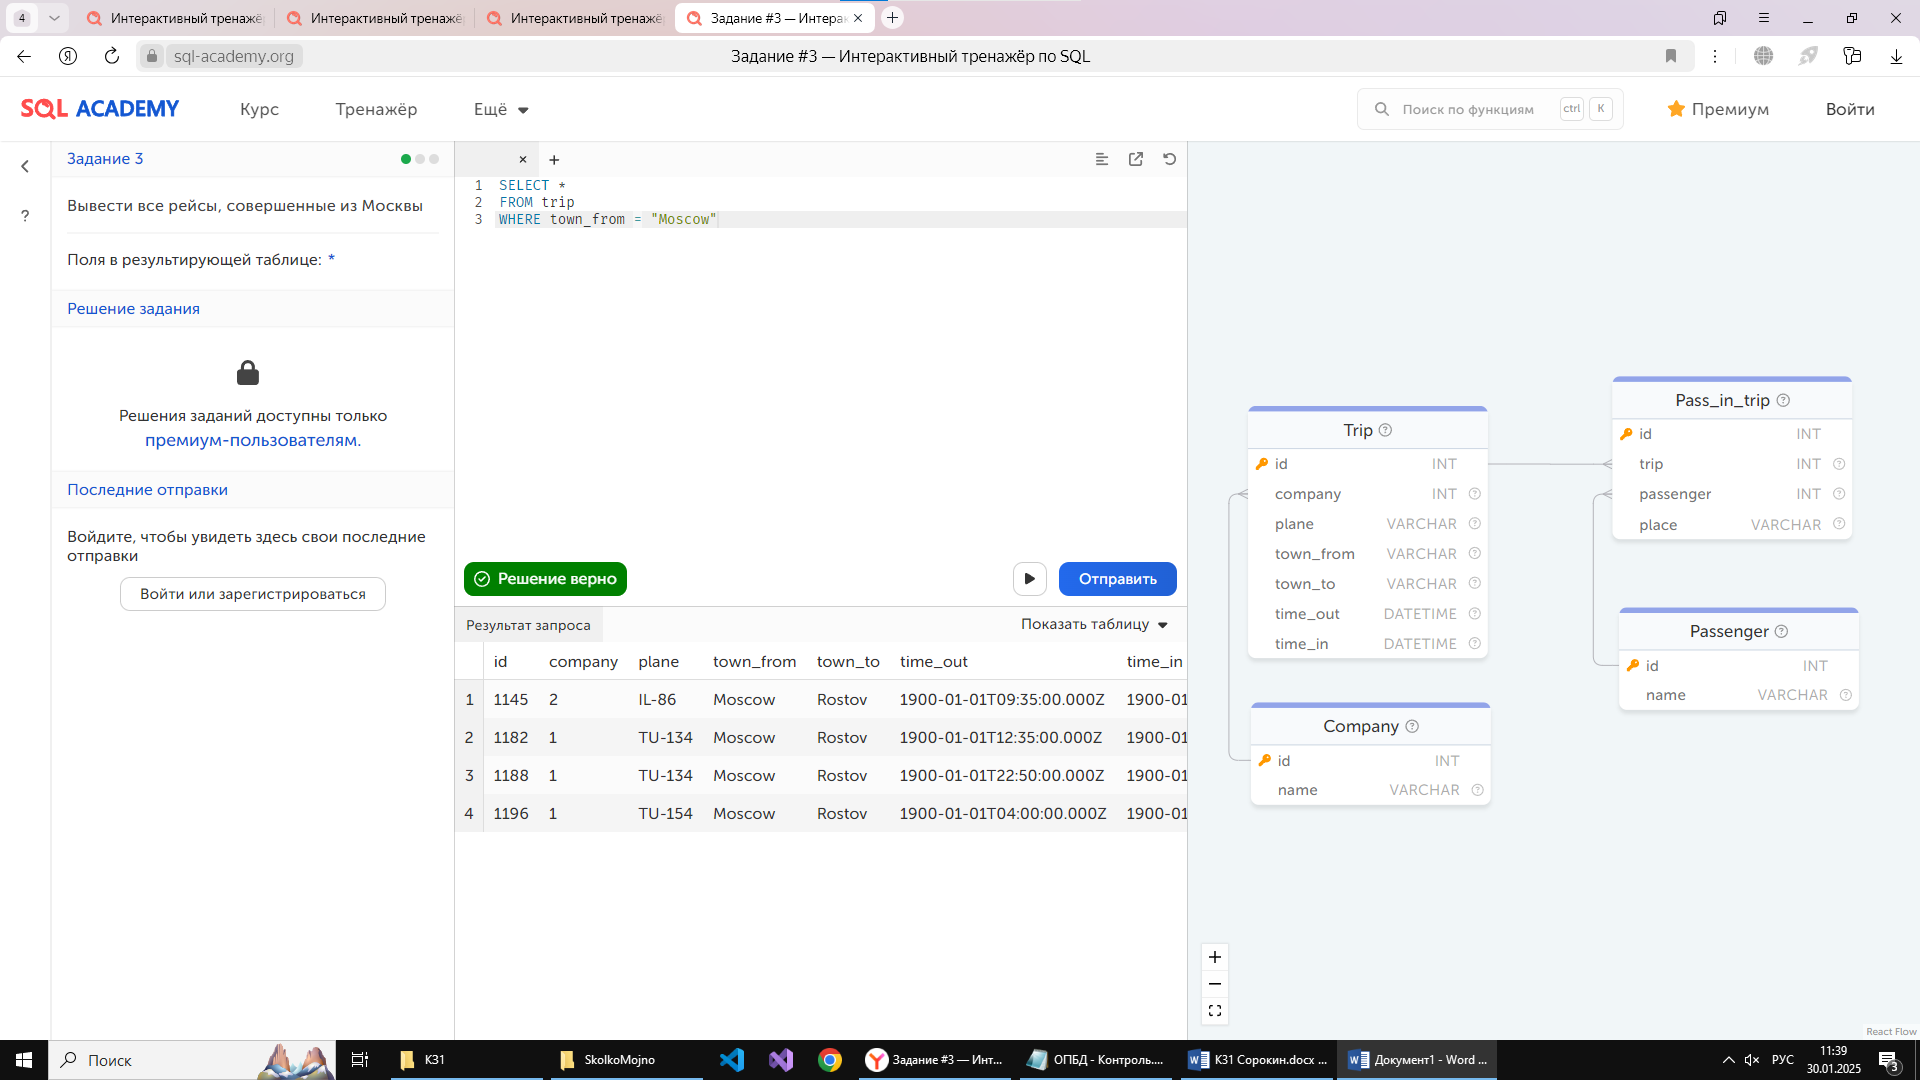 4
Интерактивный тренажё
Интерактивный тренажё
Интерактивный тренажё
Задание #3 — Интерак
sql-academy.org
Задание #3 — Интерактивный тренажёр по SQL
SQL ACADEMY
Курс
Тренажёр
Ещё
Поиск по функциям
ctrl
K
Премиум
Войти
Задание 3
Вывести все рейсы, совершенные из Москвы
Поля в результирующей таблице: *
Решение задания
Решения заданий доступны только
премиум-пользователям.
Последние отправки
Войдите, чтобы увидеть здесь свои последние
отправки
Войти или зарегистрироваться
?
1 SELECT *
2 FROM trip
3 WHERE town_from = "Moscow"
Решение верно
Отправить
Результат запроса
Показать таблицу
id company plane town_from town_to time_out time_in
1 1145 2 IL-86 Moscow Rostov 1900-01-01T09:35:00.000Z 1900-01
2 1182 1 TU-134 Moscow Rostov 1900-01-01T12:35:00.000Z 1900-01
3 1188 1 TU-134 Moscow Rostov 1900-01-01T22:50:00.000Z 1900-01
4 1196 1 TU-154 Moscow Rostov 1900-01-01T04:00:00.000Z 1900-01
Trip
id INT
company INT
plane VARCHAR
town_from VARCHAR
town_to VARCHAR
time_out DATETIME
time_in DATETIME
Company
id INT
name VARCHAR
Pass_in_trip
id INT
trip INT
passenger INT
place VARCHAR
Passenger
id INT
name VARCHAR
React Flow
Поиск
К31
SkolkoMojno
Задание #3 — Инт...
ОПБД - Контроль....
К31 Сорокин.docx ...
Документ1 - Word ...
РУС
11:39
30.01.2025
3